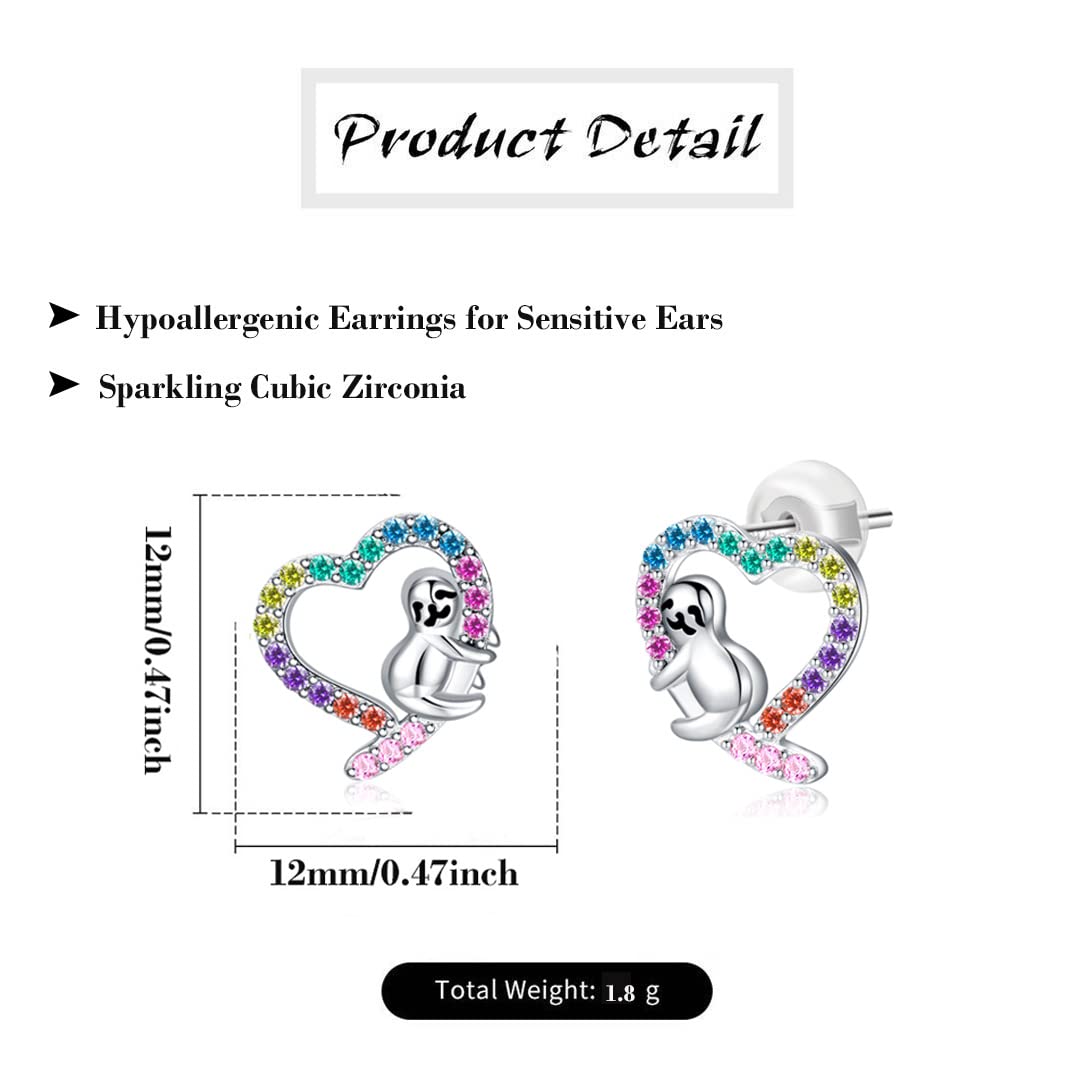 Product Detail
Hypoallergenic Earrings for Sensitive Ears
Sparkling Cubic Zirconia
12mm/0.47inch
12mm/0.47inch
Total Weight: 1.8 g